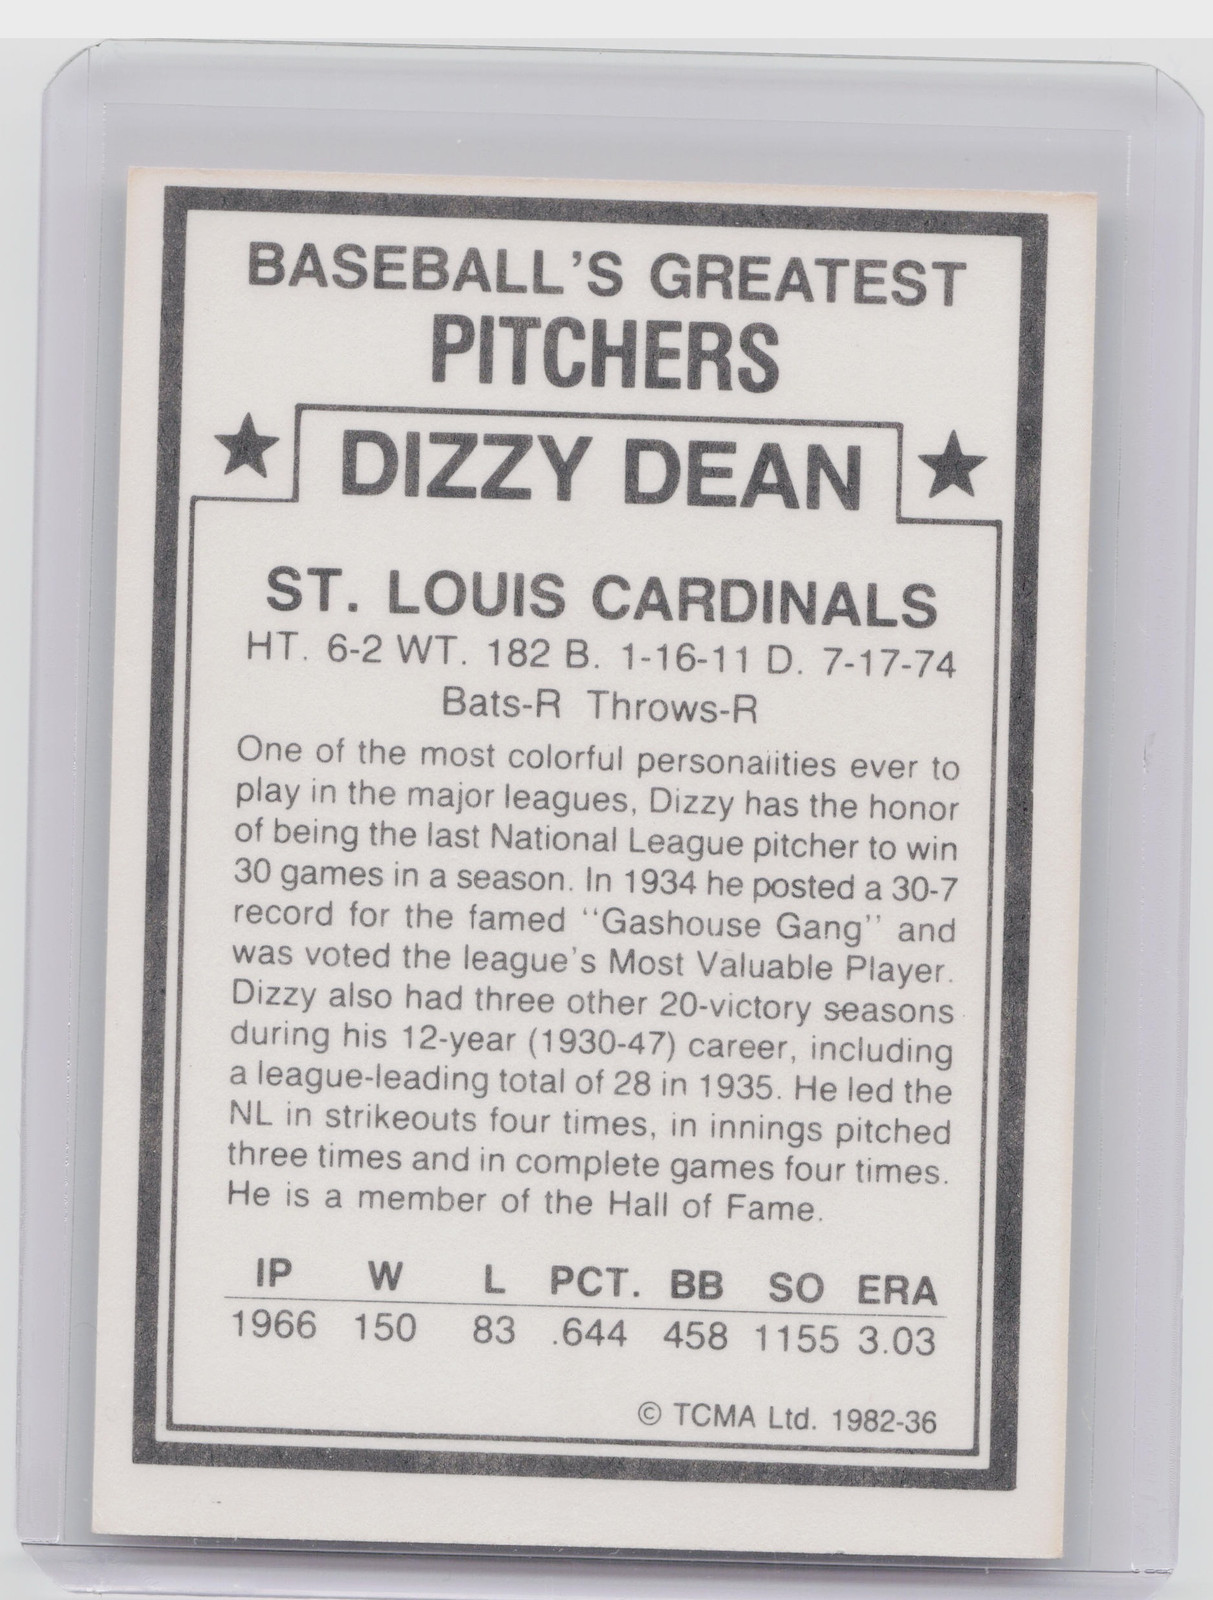 BASEBALL'S GREATEST
PITCHERS
★ DIZZY DEAN ★
ST. LOUIS CARDINALS
HT. 6-2 WT. 182 B. 1-16-11 D. 7-17-74
Bats-R Throws-R
One of the most colorful personalities ever to
play in the major leagues, Dizzy has the honor
of being the last National League pitcher to win
30 games in a season. In 1934 he posted a 30-7
record for the famed "Gashouse Gang" and
was voted the league's Most Valuable Player.
Dizzy also had three other 20-victory seasons
during his 12-year (1930-47) career, including
a league-leading total of 28 in 1935. He led the
NL in strikeouts four times, in innings pitched
three times and in complete games four times.
He is a member of the Hall of Fame.
IP W L PCT. BB SO ERA
1966 150 83 .644 458 1155 3.03
© TCMA Ltd. 1982-36